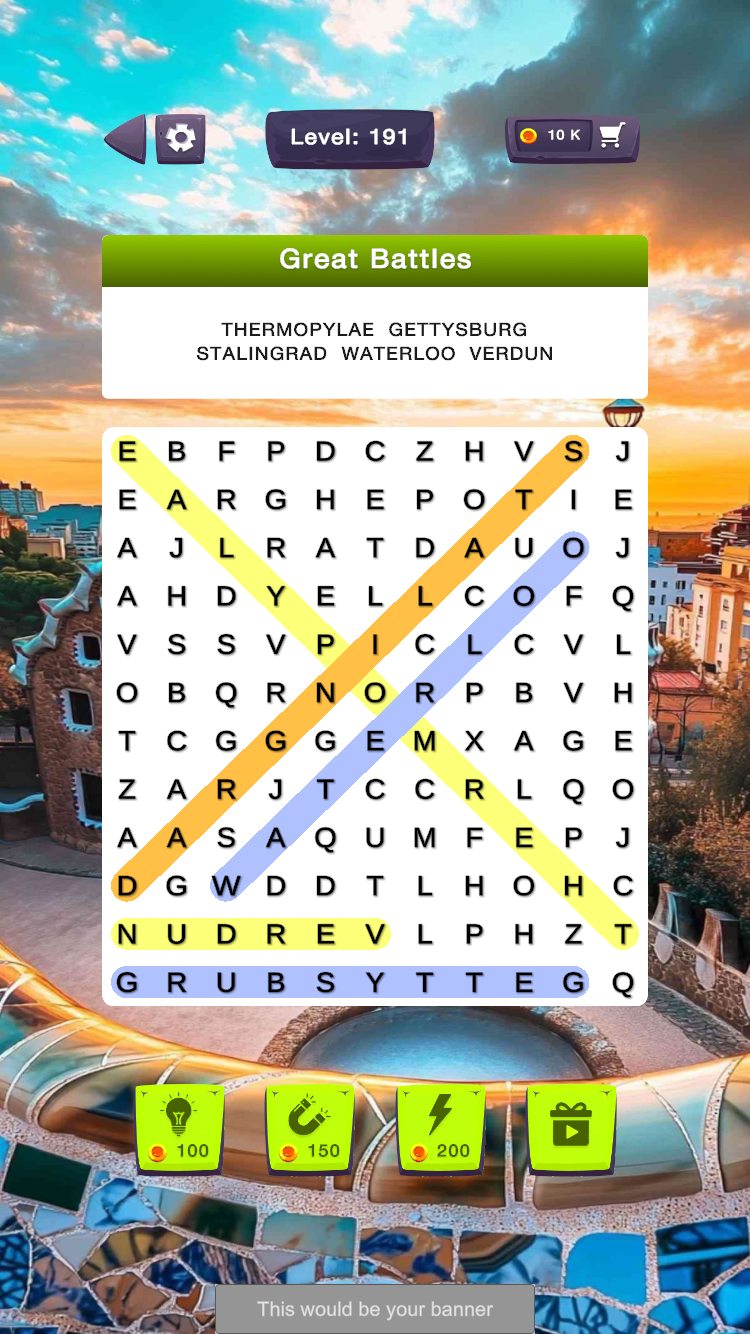 Level: 191
10 K
Great Battles
THERMOPYLAE GETTYSBURG
STALINGRAD WATERLOO VERDUN
E B F P D C Z H V S J
E A R G H E P O T I E
A J L R A T D A U O J
A H D Y E L L C O F Q
V S S V P I C L C V L
O B Q R N O R P B V H
T C G G G E M X A G E
Z A R J T C C R L Q O
A A S A Q U M F E P J
D G W D D T L H O H C
N U D R E V L P H Z T
G R U B S Y T T E G Q
100 150 200
This would be your banner